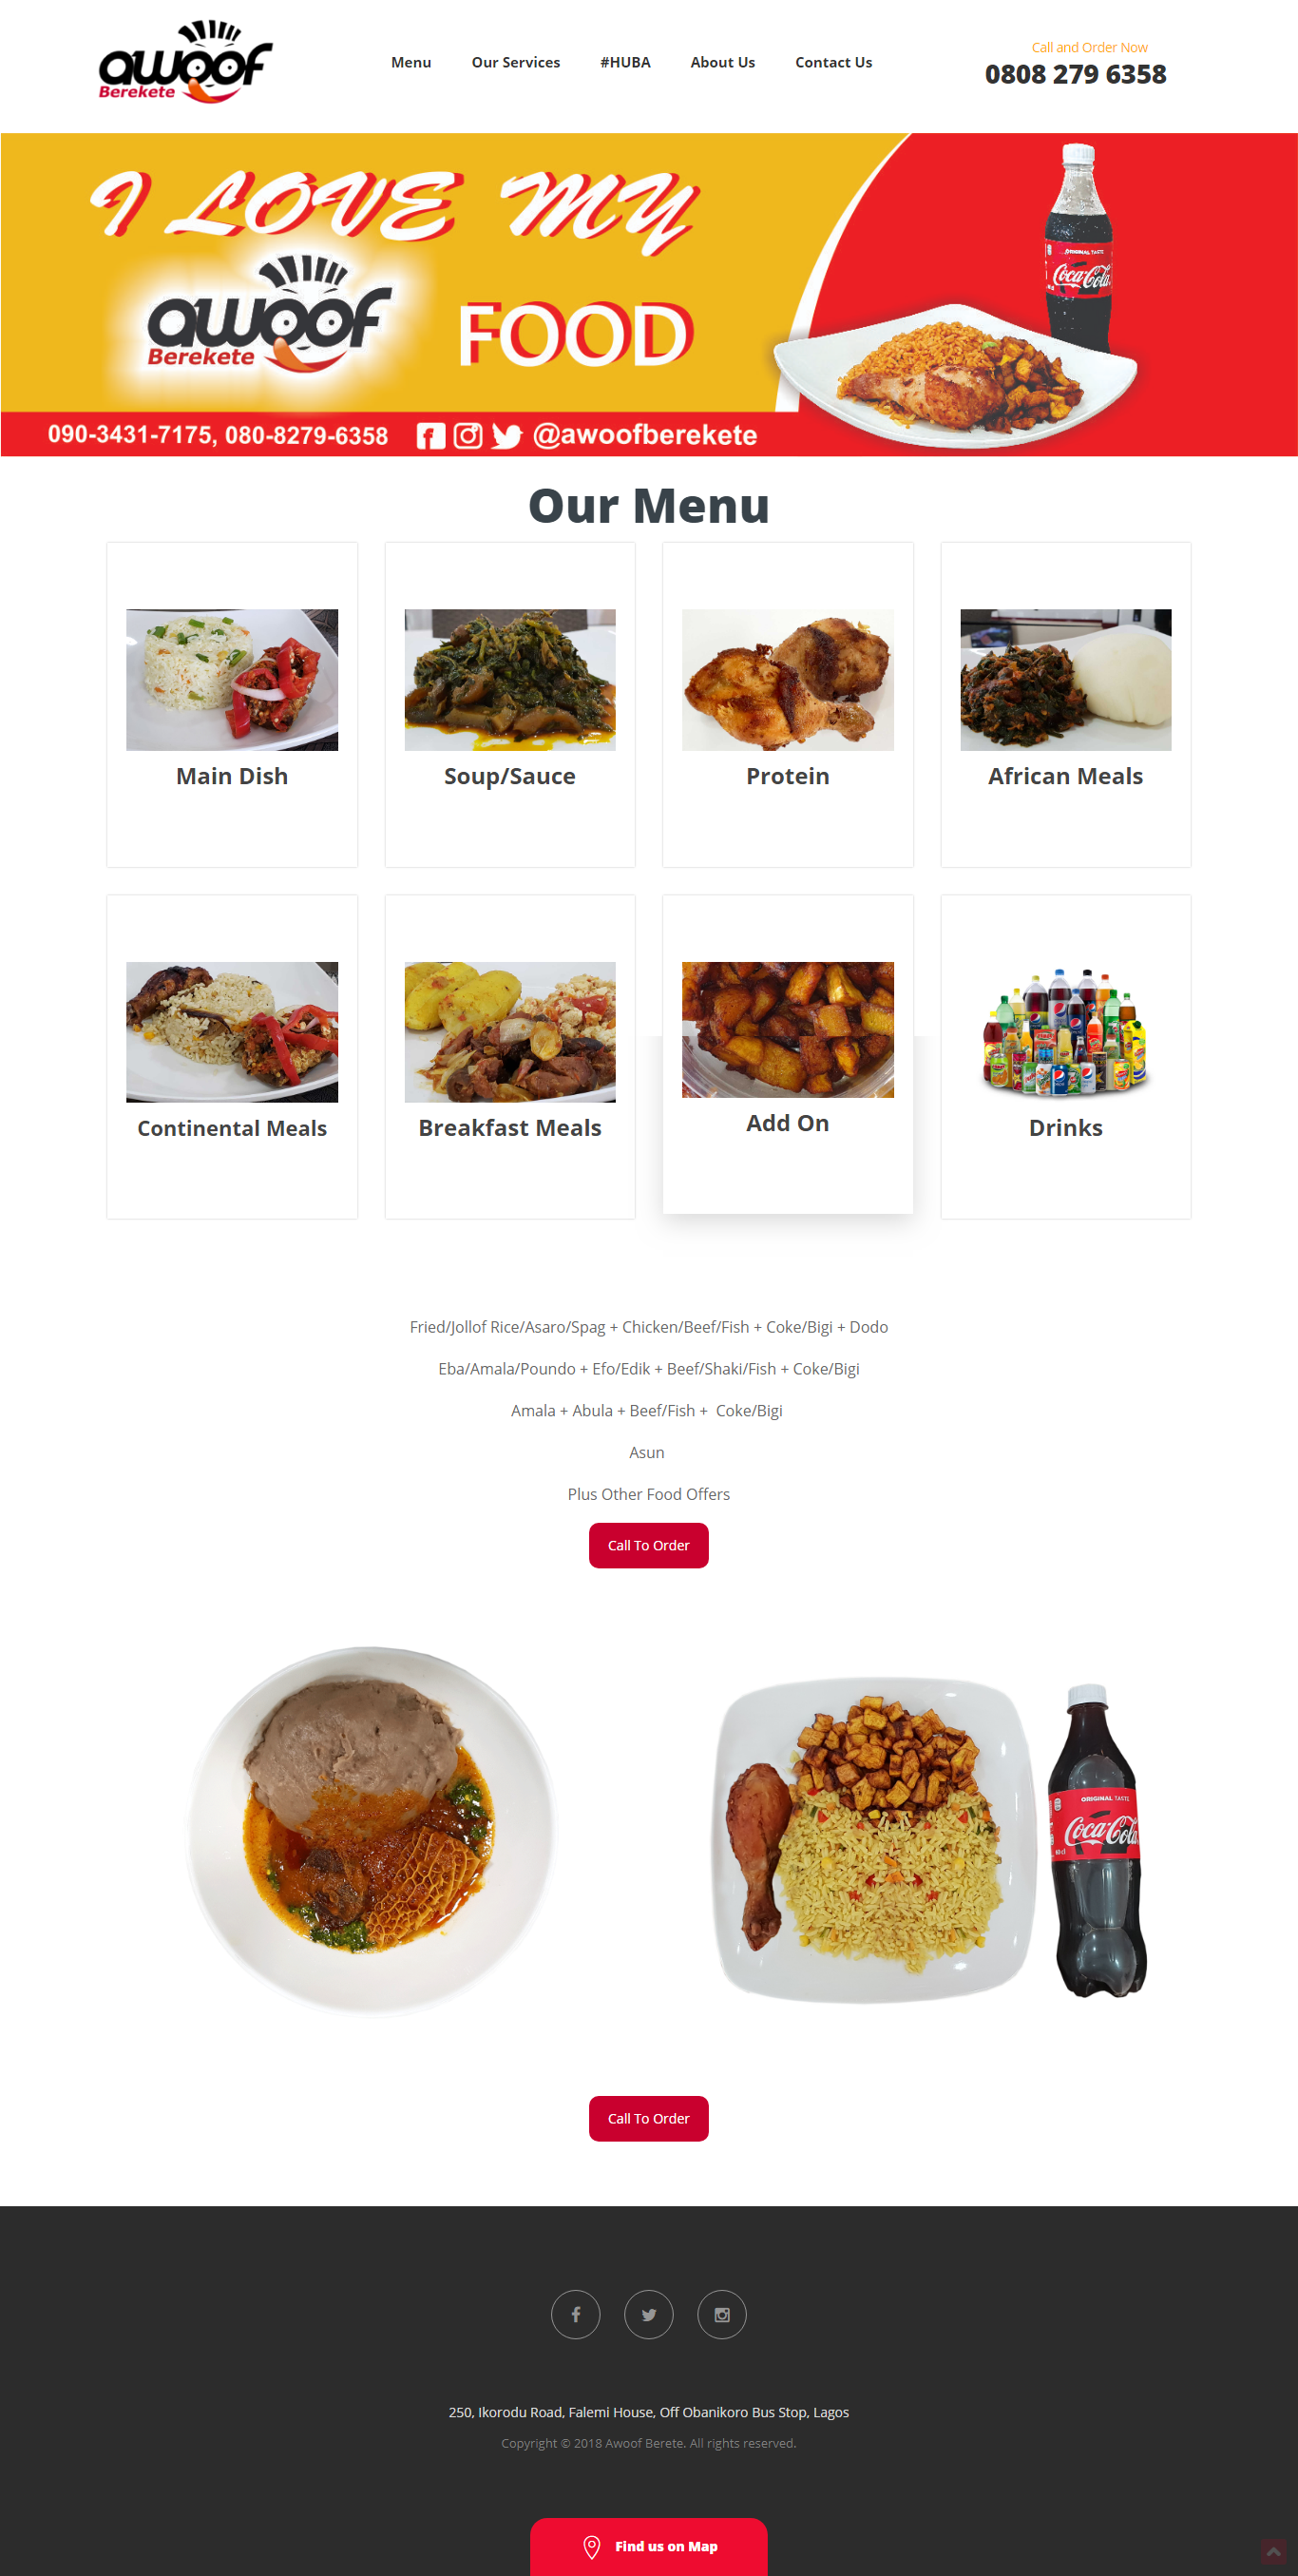 awoof
Berekete
Menu
Our Services
#HUBA
About Us
Contact Us
Call and Order Now
0808 279 6358
I LOVE MY
awoof
Berekete
FOOD
ORIGINAL TASTE
Coca-Cola
090-3431-7175, 080-8279-6358 @awoofberekete
Our Menu
Main Dish
Soup/Sauce
Protein
African Meals
Continental Meals
Breakfast Meals
Add On
Drinks
Fried/Jollof Rice/Asaro/Spag + Chicken/Beef/Fish + Coke/Bigi + Dodo
Eba/Amala/Poundo + Efo/Edik + Beef/Shaki/Fish + Coke/Bigi
Amala + Abula + Beef/Fish + Coke/Bigi
Asun
Plus Other Food Offers
Call To Order
ORIGINAL TASTE
Coca-Cola
Call To Order
250, Ikorodu Road, Falemi House, Off Obanikoro Bus Stop, Lagos
Copyright © 2018 Awoof Berete. All rights reserved.
Find us on Map